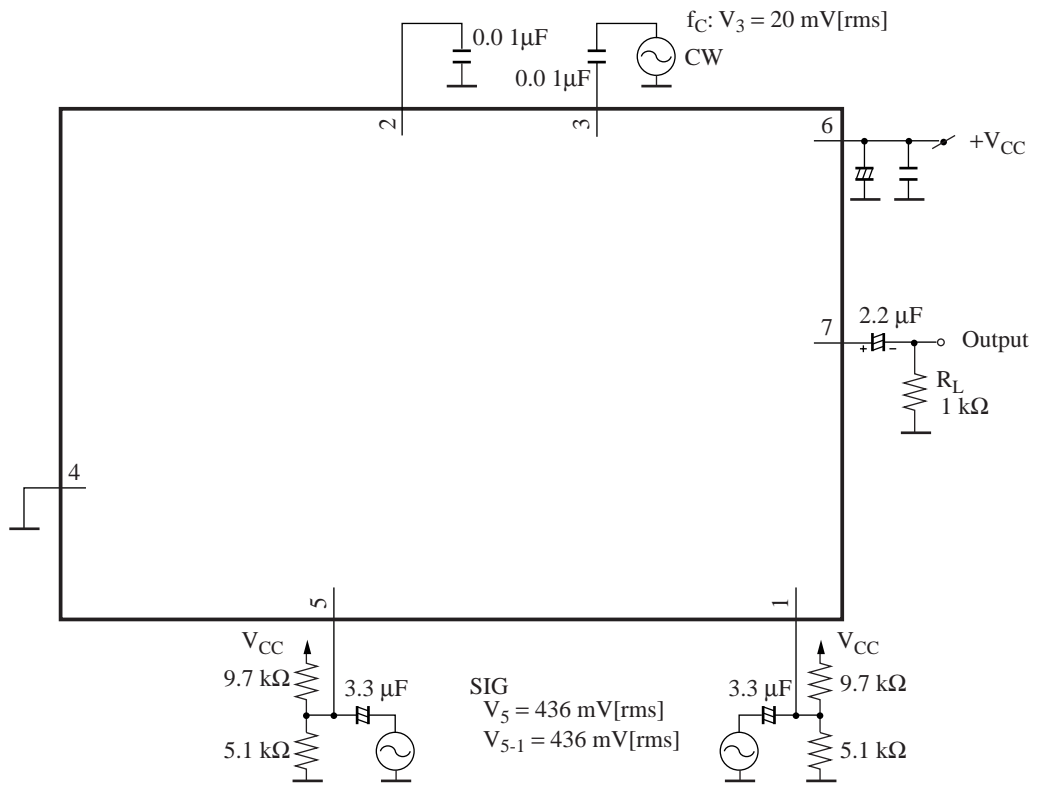 f_C: V_3 = 20 mV[rms]
0.0 1µF
CW
0.0 1µF
2
3
6
+V_CC
7
2.2 µF
Output
R_L
1 kΩ
4
5
1
V_CC
V_CC
9.7 kΩ
3.3 µF
SIG
3.3 µF
9.7 kΩ
V_5 = 436 mV[rms]
V_5-1 = 436 mV[rms]
5.1 kΩ
5.1 kΩ